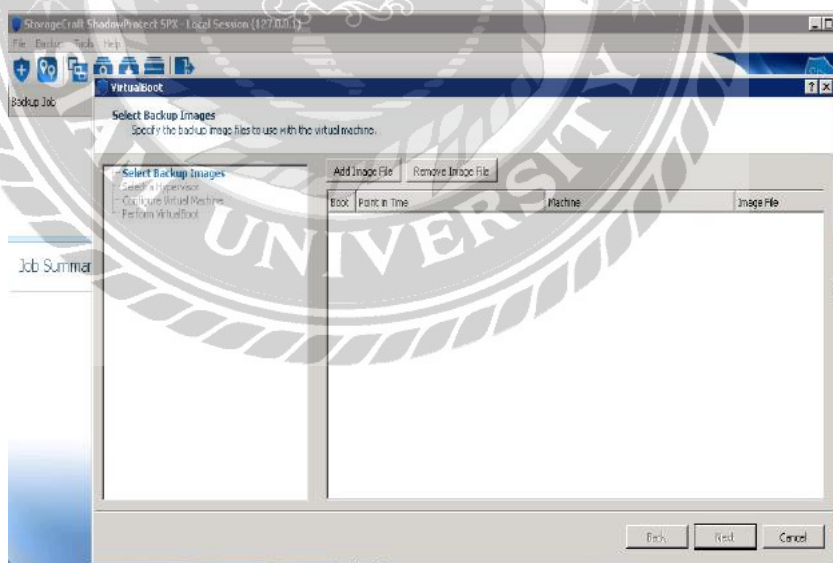 StorageCraft ShadowProtect SPX - Local Session (127.0.0.1)
File Backup Tools Help
Backup Job
VirtualBoot
Select Backup Images
Specify the backup image files to use with the virtual machine.
Select Backup Images
Select a Hypervisor
Configure Virtual Machine
Perform VirtualBoot
Add Image File Remove Image File
Boot Point in Time Machine Image File
Job Summar
UNIVERSITY
Back Next Cancel